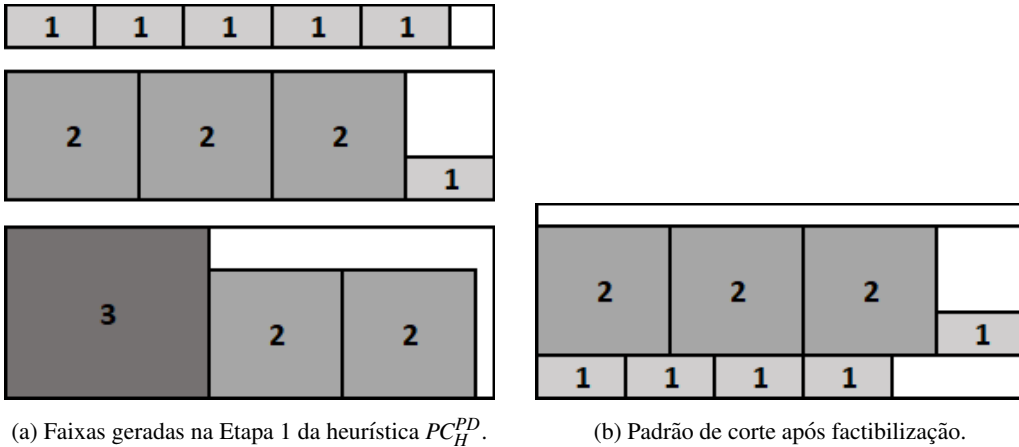 1 1 1 1 1
2 2 2 1
3 2 2
(a) Faixas geradas na Etapa 1 da heurística PC_H^PD.
2 2 2 1
1 1 1 1
(b) Padrão de corte após factibilização.